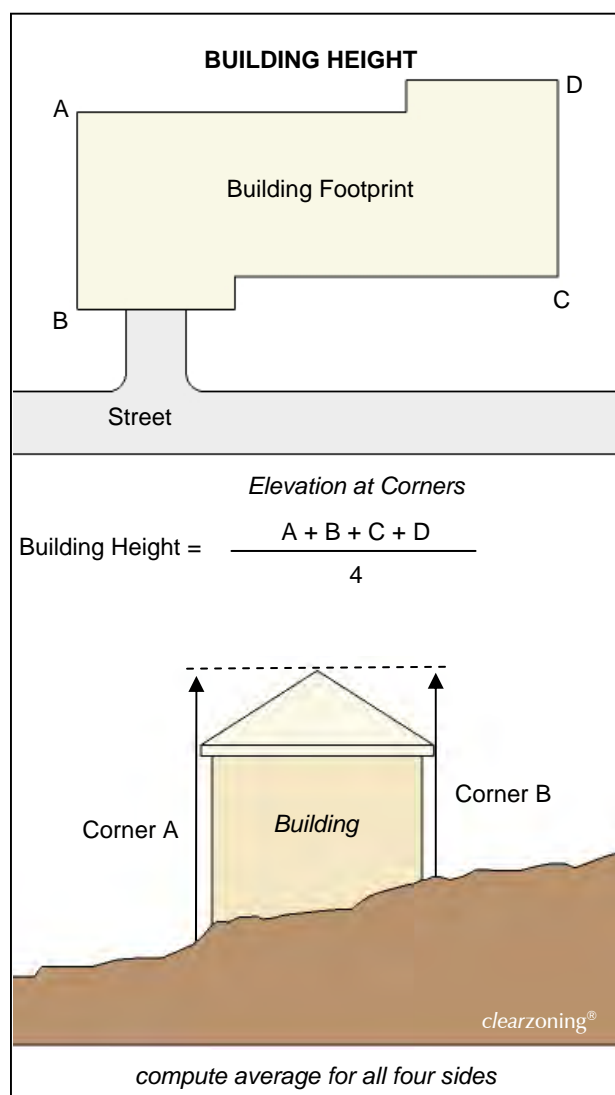 BUILDING HEIGHT
A
D
Building Footprint
B
C
Street
Elevation at Corners
Building Height =
A + B + C + D
4
Corner A
Building
Corner B
clearzoning®
compute average for all four sides